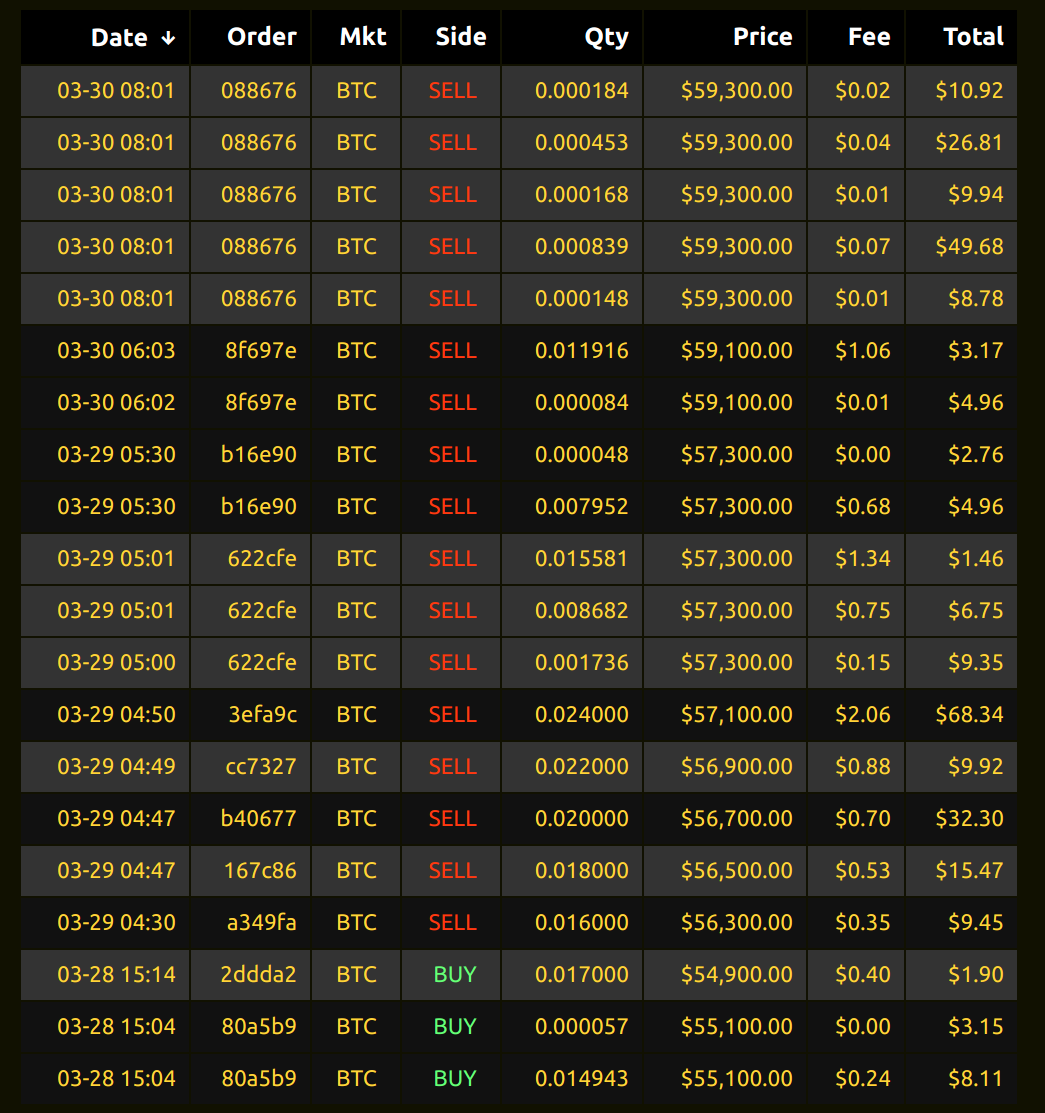 Date ↓ Order Mkt Side Qty Price Fee Total
03-30 08:01 088676 BTC SELL 0.000184 $59,300.00 $0.02 $10.92
03-30 08:01 088676 BTC SELL 0.000453 $59,300.00 $0.04 $26.81
03-30 08:01 088676 BTC SELL 0.000168 $59,300.00 $0.01 $9.94
03-30 08:01 088676 BTC SELL 0.000839 $59,300.00 $0.07 $49.68
03-30 08:01 088676 BTC SELL 0.000148 $59,300.00 $0.01 $8.78
03-30 06:03 8f697e BTC SELL 0.011916 $59,100.00 $1.06 $3.17
03-30 06:02 8f697e BTC SELL 0.000084 $59,100.00 $0.01 $4.96
03-29 05:30 b16e90 BTC SELL 0.000048 $57,300.00 $0.00 $2.76
03-29 05:30 b16e90 BTC SELL 0.007952 $57,300.00 $0.68 $4.96
03-29 05:01 622cfe BTC SELL 0.015581 $57,300.00 $1.34 $1.46
03-29 05:01 622cfe BTC SELL 0.008682 $57,300.00 $0.75 $6.75
03-29 05:00 622cfe BTC SELL 0.001736 $57,300.00 $0.15 $9.35
03-29 04:50 3efa9c BTC SELL 0.024000 $57,100.00 $2.06 $68.34
03-29 04:49 cc7327 BTC SELL 0.022000 $56,900.00 $0.88 $9.92
03-29 04:47 b40677 BTC SELL 0.020000 $56,700.00 $0.70 $32.30
03-29 04:47 167c86 BTC SELL 0.018000 $56,500.00 $0.53 $15.47
03-29 04:30 a349fa BTC SELL 0.016000 $56,300.00 $0.35 $9.45
03-28 15:14 2ddda2 BTC BUY 0.017000 $54,900.00 $0.40 $1.90
03-28 15:04 80a5b9 BTC BUY 0.000057 $55,100.00 $0.00 $3.15
03-28 15:04 80a5b9 BTC BUY 0.014943 $55,100.00 $0.24 $8.11